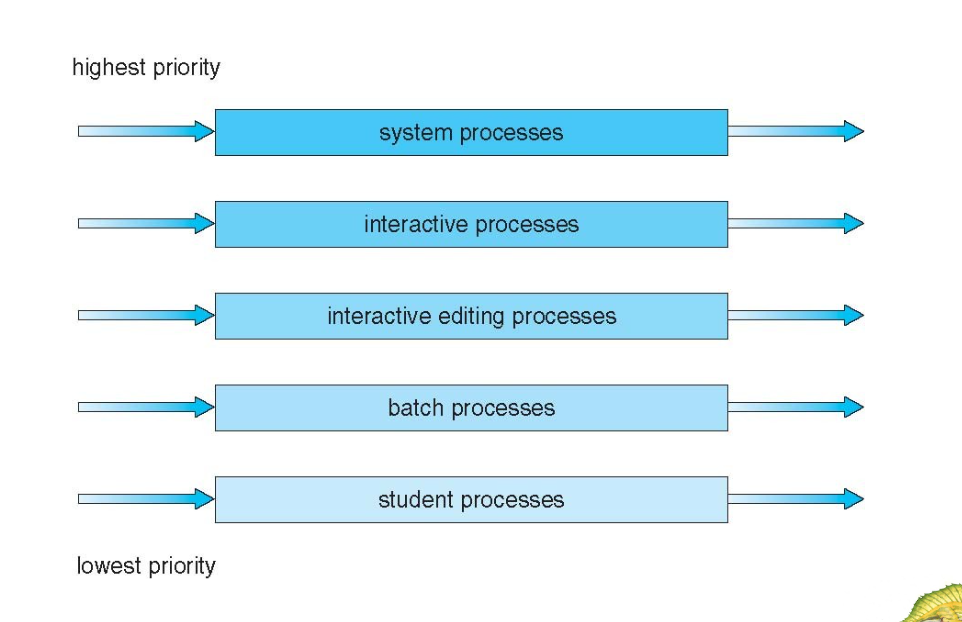 highest priority
system processes
interactive processes
interactive editing processes
batch processes
student processes
lowest priority